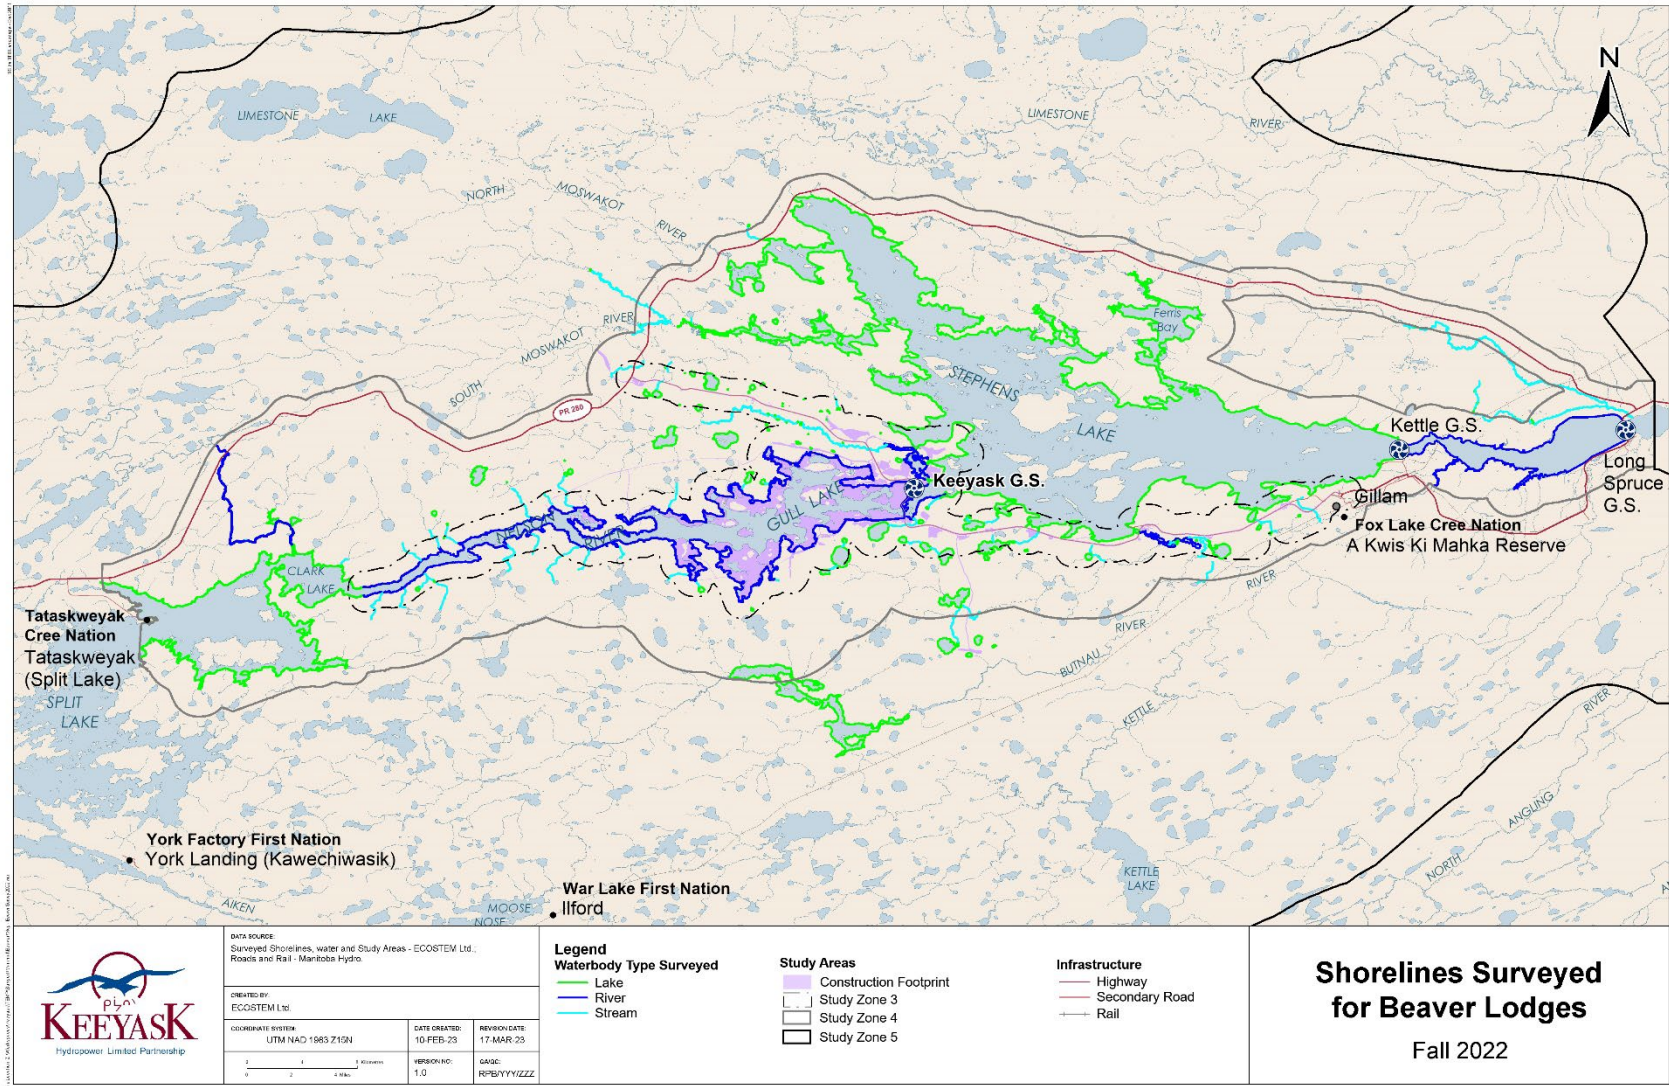 N
LIMESTONE LAKE
LIMESTONE
RIVER
NORTH
MOSWAKOT
RIVER
Ferris
Bay
RIVER
MOSWAKOT
SOUTH
PR 280
STEPHENS
LAKE
Kettle G.S.
Long
Spruce
G.S.
Keeyask G.S.
GULL LAKE
NELSON
RIVER
Gillam
Fox Lake Cree Nation
A Kwis Ki Mahka Reserve
CLARK
LAKE
RIVER
RIVER
Tataskweyak
Cree Nation
Tataskweyak
(Split Lake)
SPLIT
LAKE
BUTNAU
KETTLE
RIVER
ANGLING
NORTH
York Factory First Nation
York Landing (Kawechiwasik)
KETTLE
LAKE
War Lake First Nation
Ilford
AIKEN
MOOSE
NOSE
KEEYASK
Hydropower Limited Partnership
DATA SOURCE:
Surveyed Shorelines, water and Study Areas - ECOSTEM Ltd.;
Roads and Rail - Manitoba Hydro.
CREATED BY:
ECOSTEM Ltd.
COORDINATE SYSTEM:
UTM NAD 1983 Z15N
DATE CREATED:
10-FEB-23
REVISION DATE:
17-MAR-23
VERSION NO:
1.0
QA/QC:
RPB/YYY/ZZZ
Legend
Waterbody Type Surveyed
Lake
River
Stream
Study Areas
Construction Footprint
Study Zone 3
Study Zone 4
Study Zone 5
Infrastructure
Highway
Secondary Road
Rail
Shorelines Surveyed
for Beaver Lodges
Fall 2022